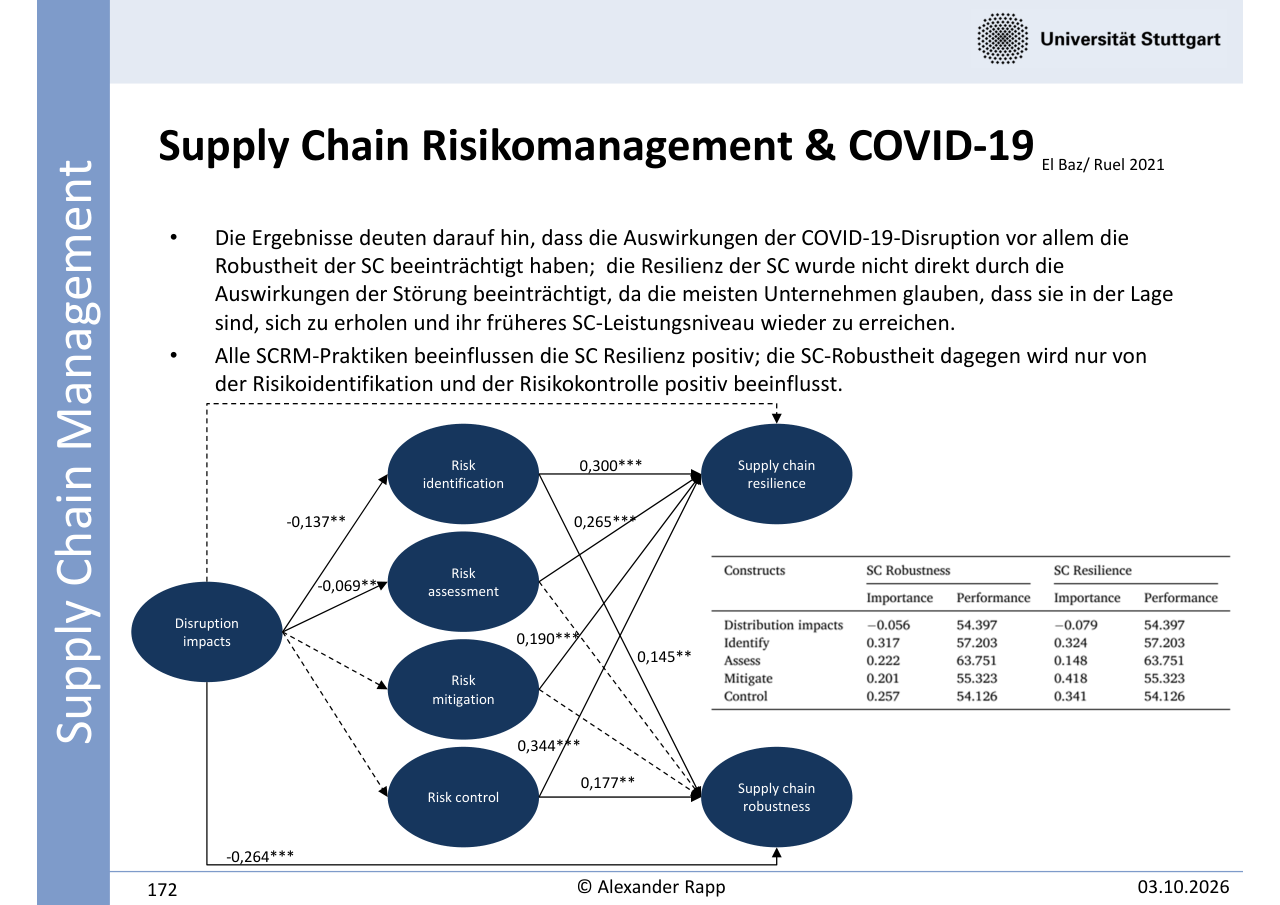 Universität Stuttgart
Supply Chain Management
Supply Chain Risikomanagement & COVID-19 El Baz/ Ruel 2021
• Die Ergebnisse deuten darauf hin, dass die Auswirkungen der COVID-19-Disruption vor allem die
Robustheit der SC beeinträchtigt haben;  die Resilienz der SC wurde nicht direkt durch die
Auswirkungen der Störung beeinträchtigt, da die meisten Unternehmen glauben, dass sie in der Lage
sind, sich zu erholen und ihr früheres SC-Leistungsniveau wieder zu erreichen.
• Alle SCRM-Praktiken beeinflussen die SC Resilienz positiv; die SC-Robustheit dagegen wird nur von
der Risikoidentifikation und der Risikokontrolle positiv beeinflusst.
Disruption
impacts
-0,137**
-0,069**
-0,264***
Risk
identification
Risk
assessment
Risk
mitigation
Risk control
0,300***
0,265***
0,190***
0,145**
0,344***
0,177**
Supply chain
resilience
Supply chain
robustness
Constructs SC Robustness SC Resilience
Importance Performance Importance Performance
Distribution impacts −0.056 54.397 −0.079 54.397
Identify 0.317 57.203 0.324 57.203
Assess 0.222 63.751 0.148 63.751
Mitigate 0.201 55.323 0.418 55.323
Control 0.257 54.126 0.341 54.126
172
© Alexander Rapp
03.10.2026